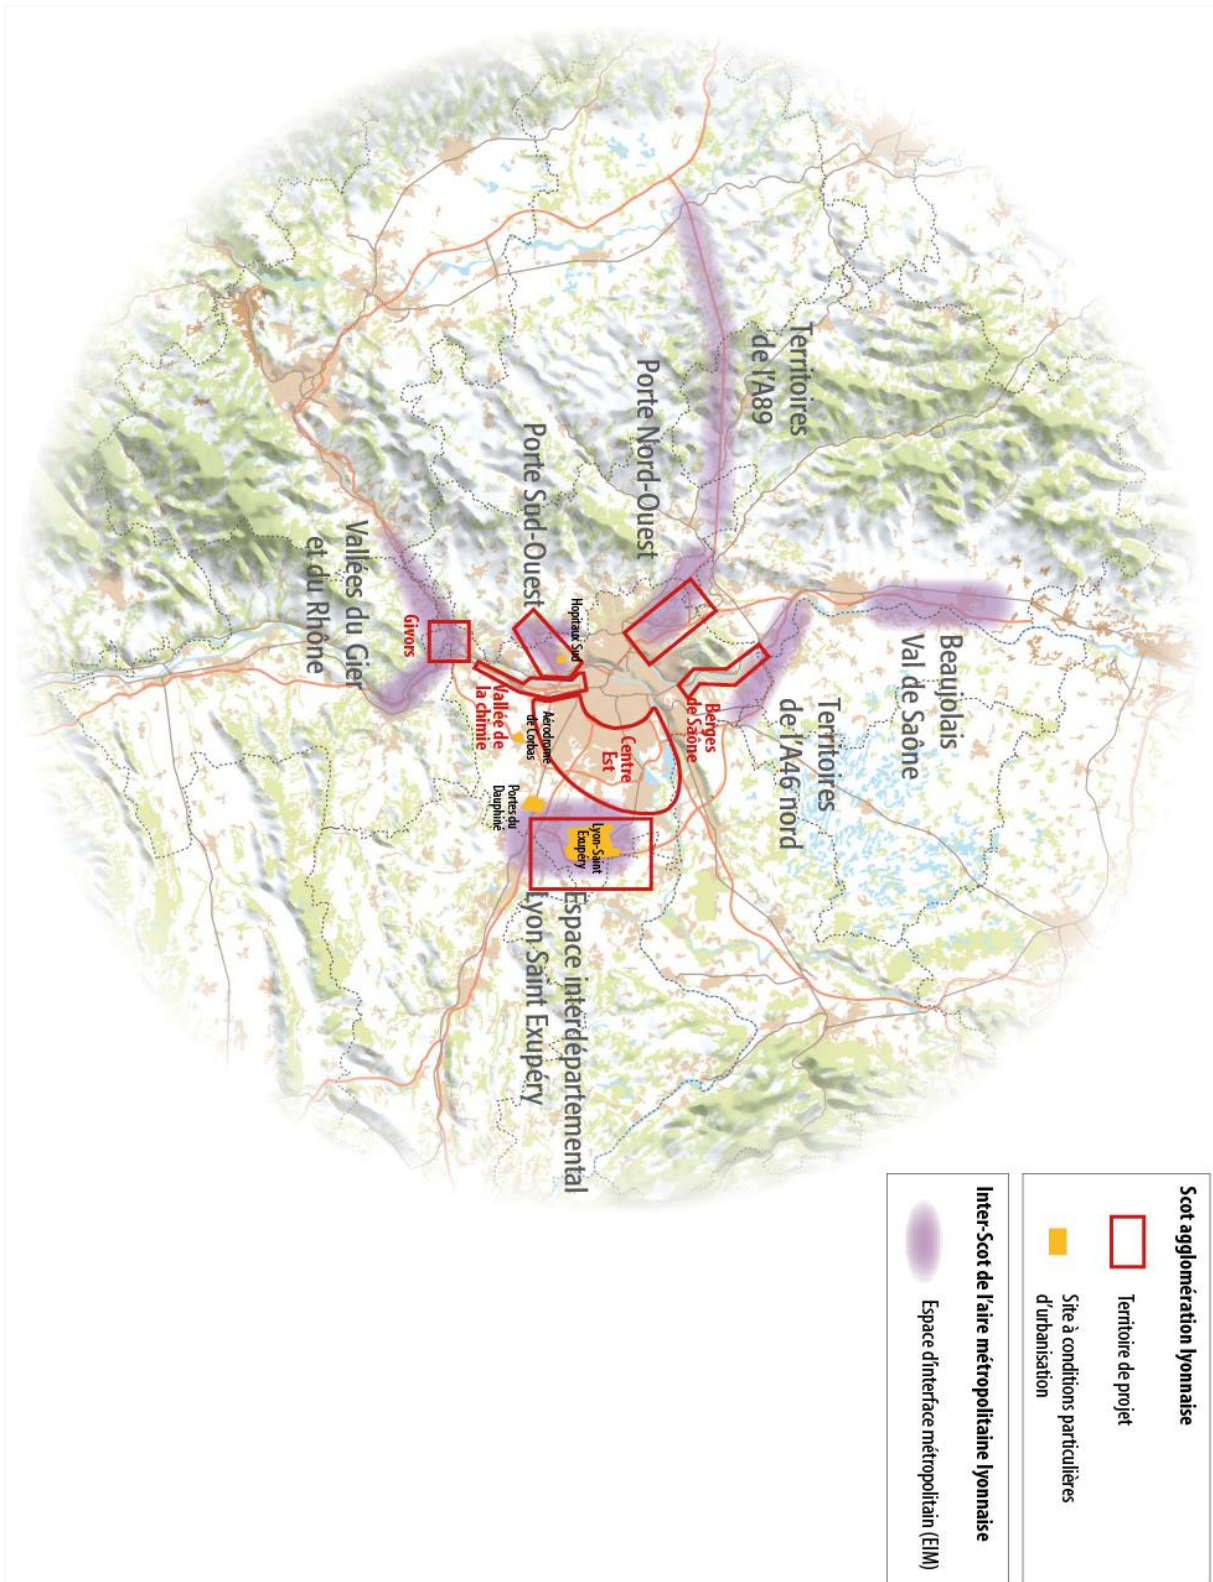 Territoires
de l'A89
Beaujolais
Val de Saône
Porte Nord-Ouest
Territoires
de l'A46 nord
Porte Sud-Ouest
Hopitaux Sud
Berges
de Saône
Centre
Est
Vallées du Gier
et du Rhône
Givors
Vallée de
la chimie
Aérodrome
de Corbas
Portes du
Dauphiné
Lyon-Saint
Exupéry
Espace interdépartemental
Lyon Saint Exupéry
Scot agglomération lyonnaise
Territoire de projet
Site à conditions particulières
d'urbanisation
Inter-Scot de l'aire métropolitaine lyonnaise
Espace d'interface métropolitain (EIM)